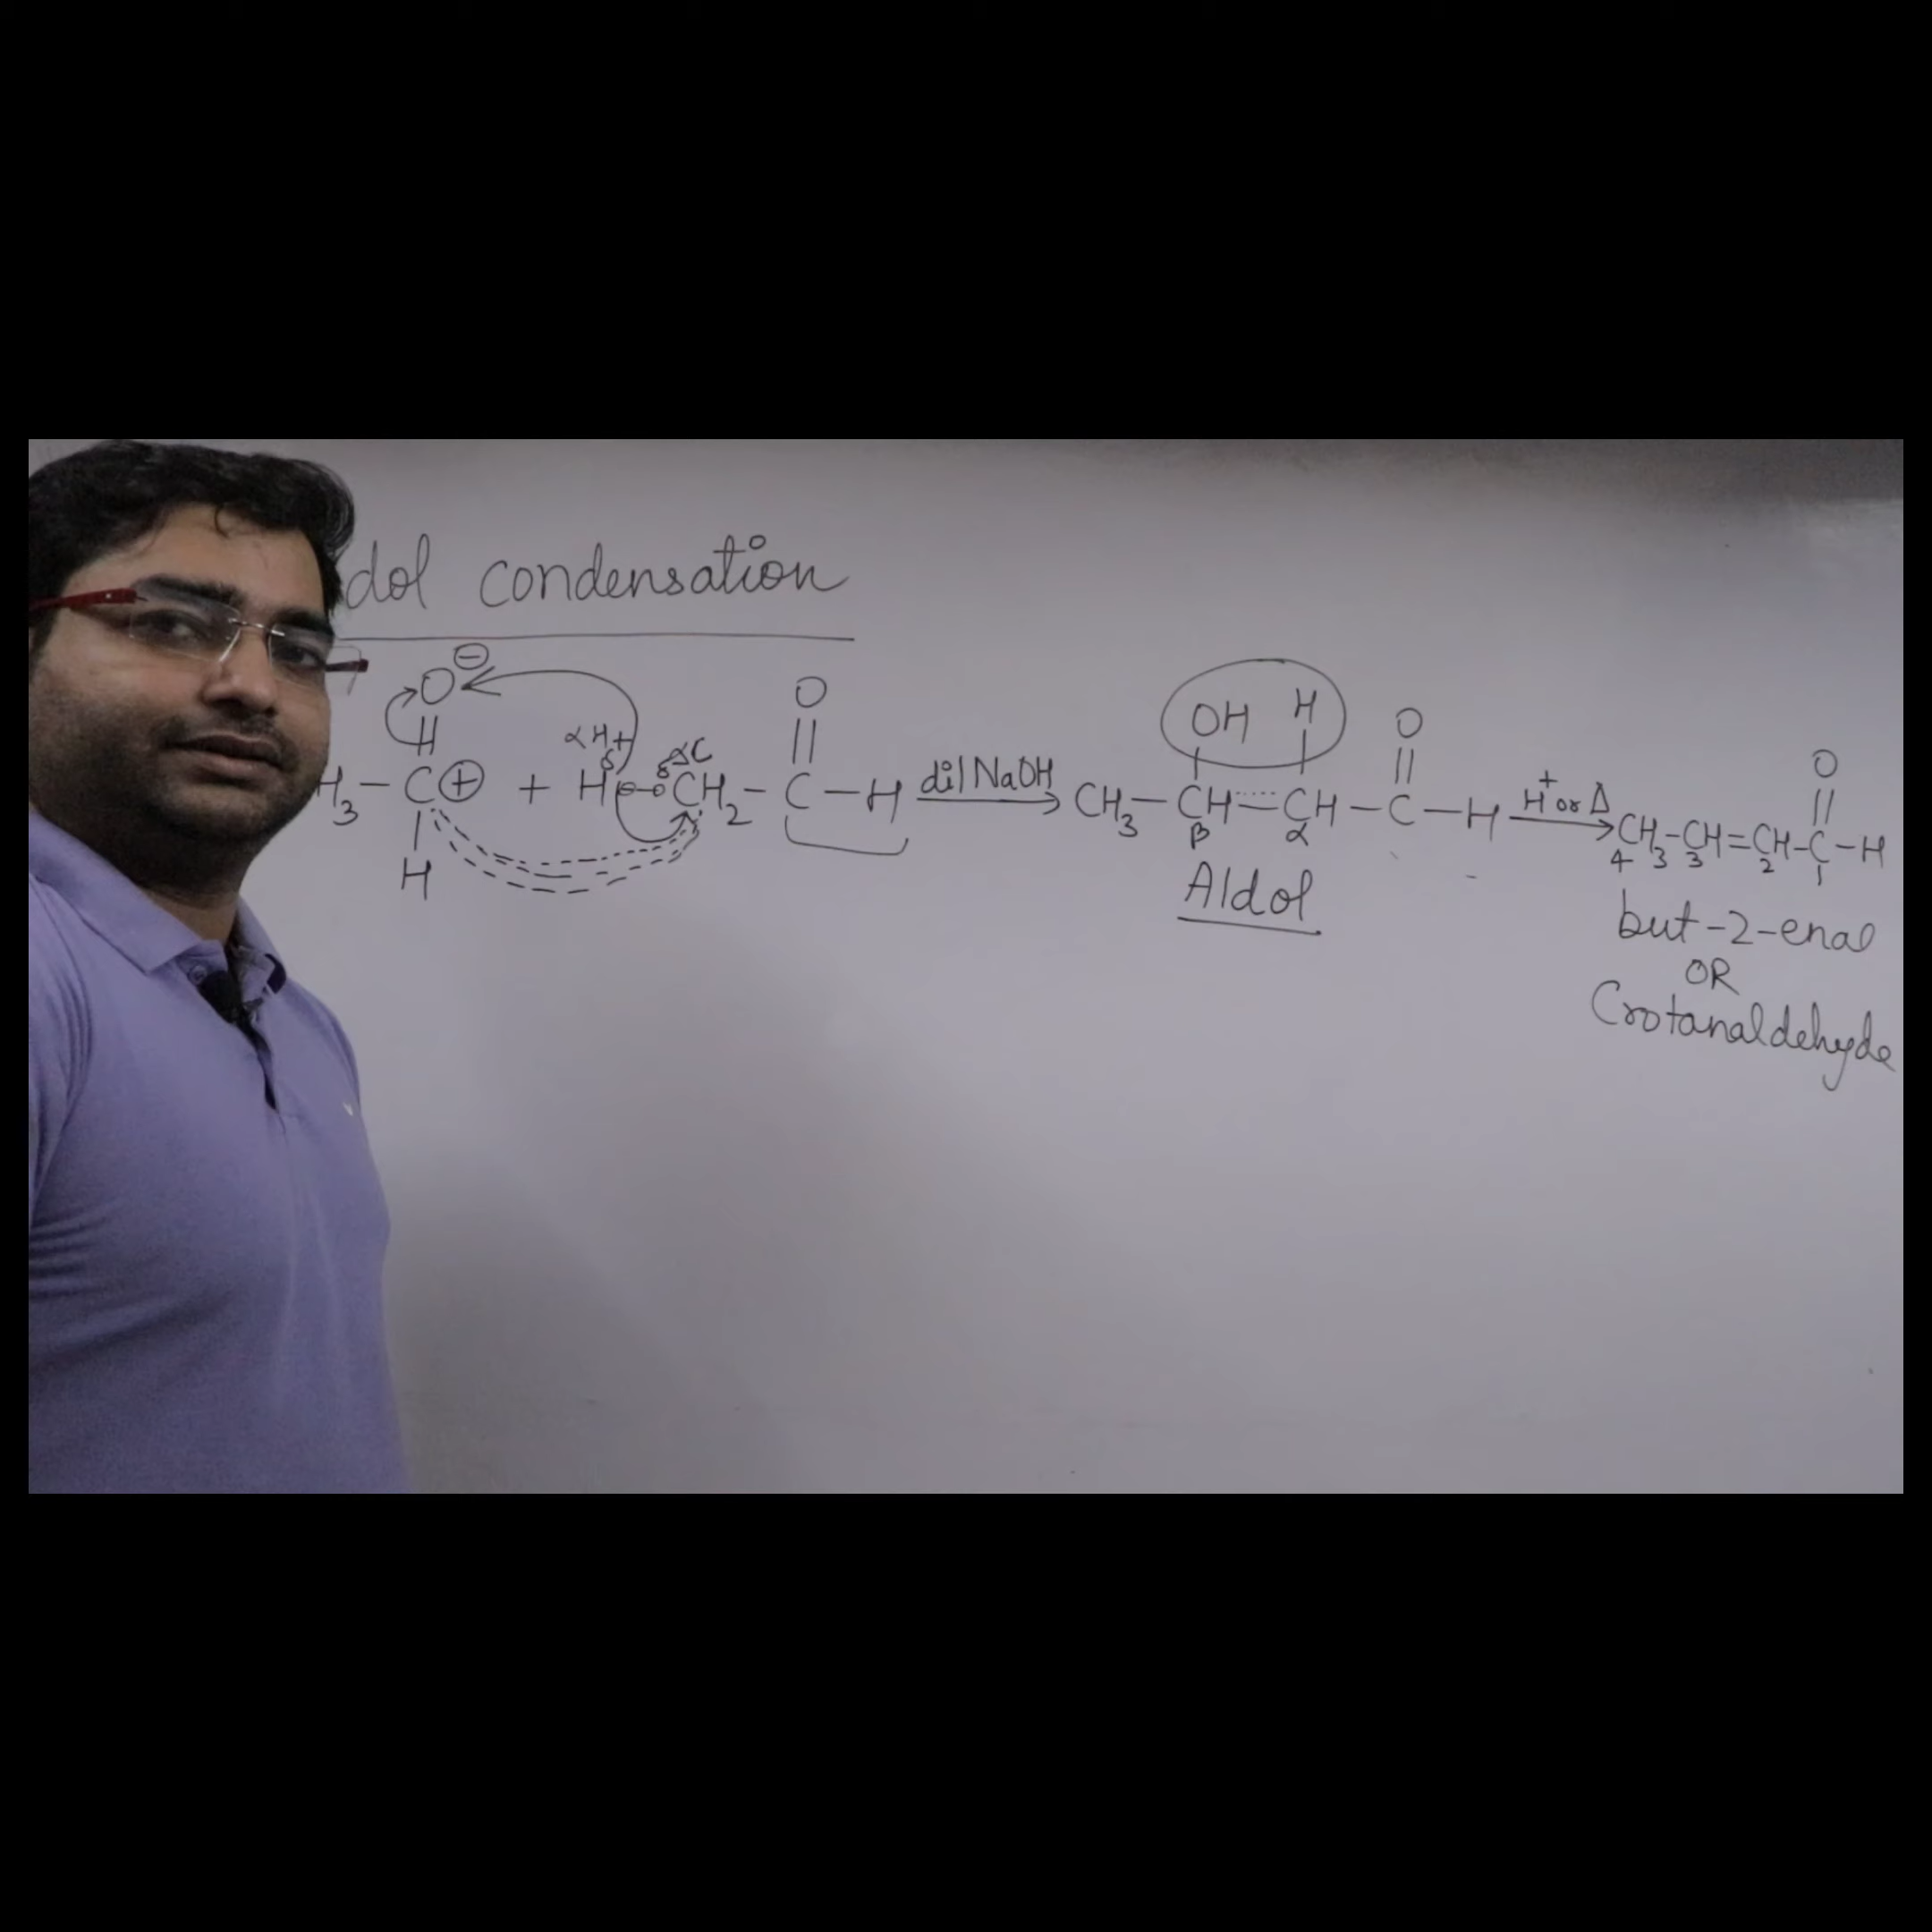 dol condensation
O⊖ O OH H O O
αH δ+ δ- αC
H₃-C⊕ + H-CH₂-C-H dil NaOH CH₃-CH=CH-C-H H⁺ or Δ CH₃-CH=CH-C-H
H β α 4 3 2 1
Aldol
but-2-enal
OR
Crotanaldehyde